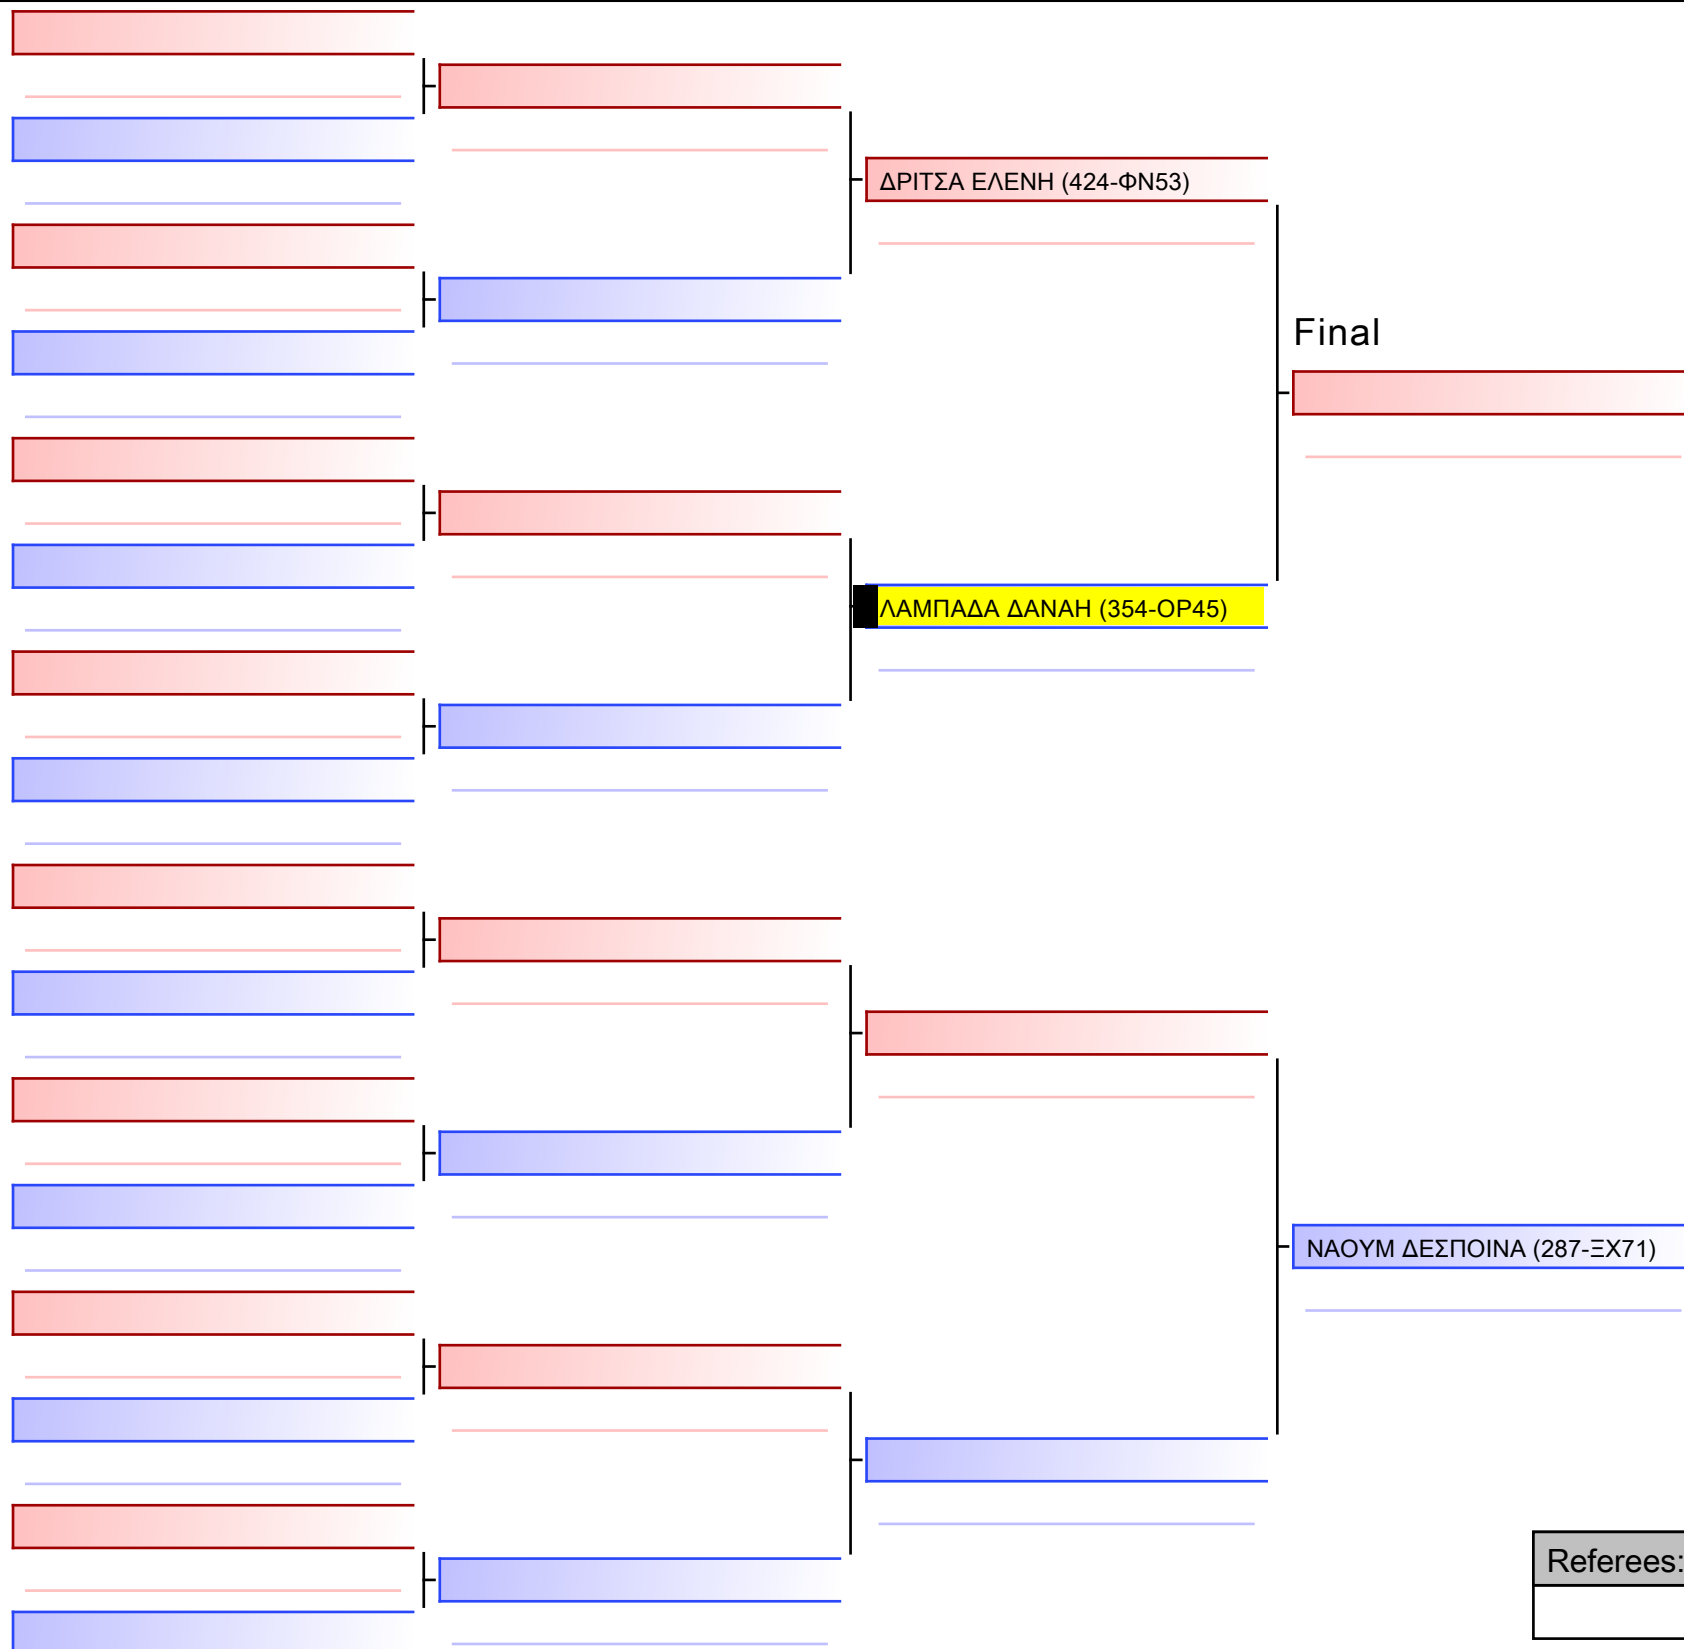 ΔΡΙΤΣΑ ΕΛΕΝΗ (424-ΦΝ53)
Final
ΛΑΜΠΑΔΑ ΔΑΝΑΗ (354-ΟΡ45)
ΝΑΟΥΜ ΔΕΣΠΟΙΝΑ (287-ΞΧ71)
Referees: